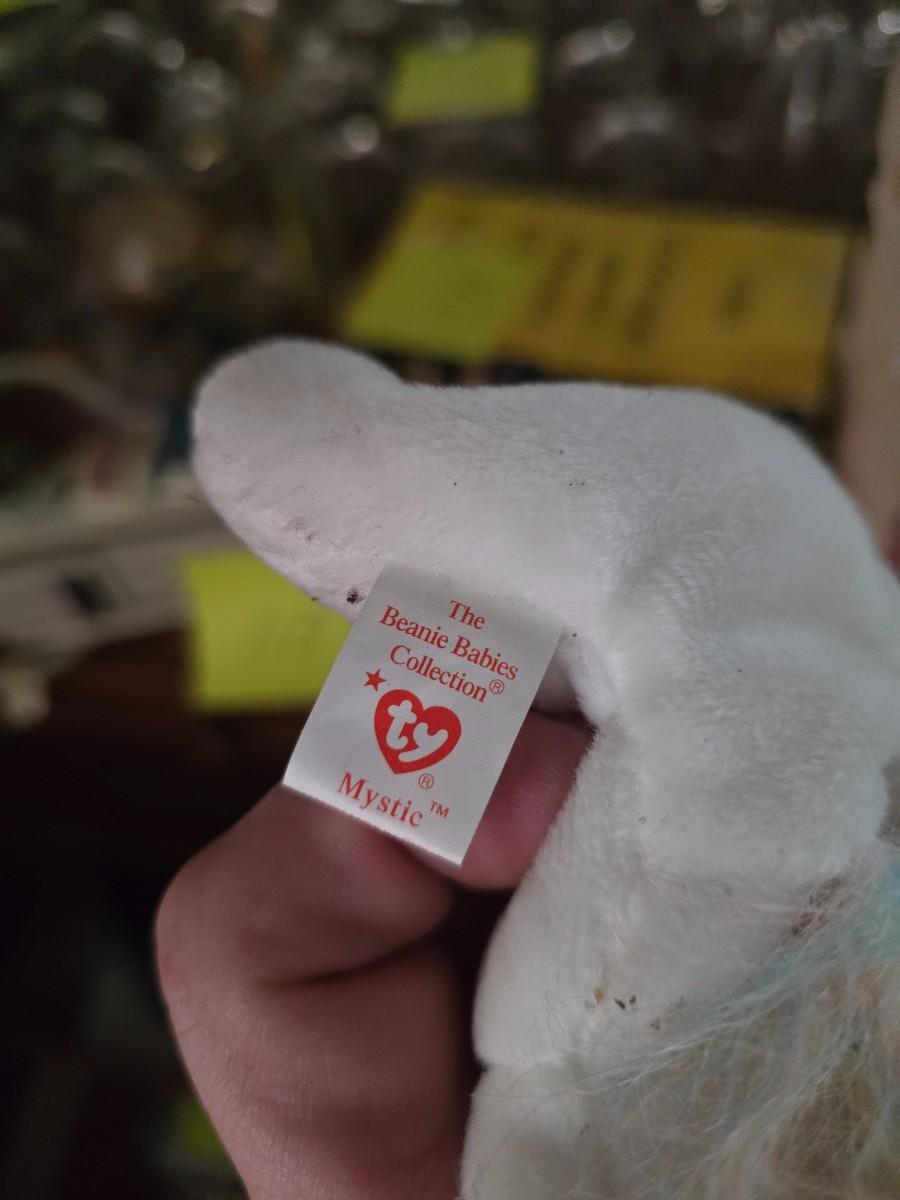 The
Beanie Babies
Collection®
ty
®
Mystic™